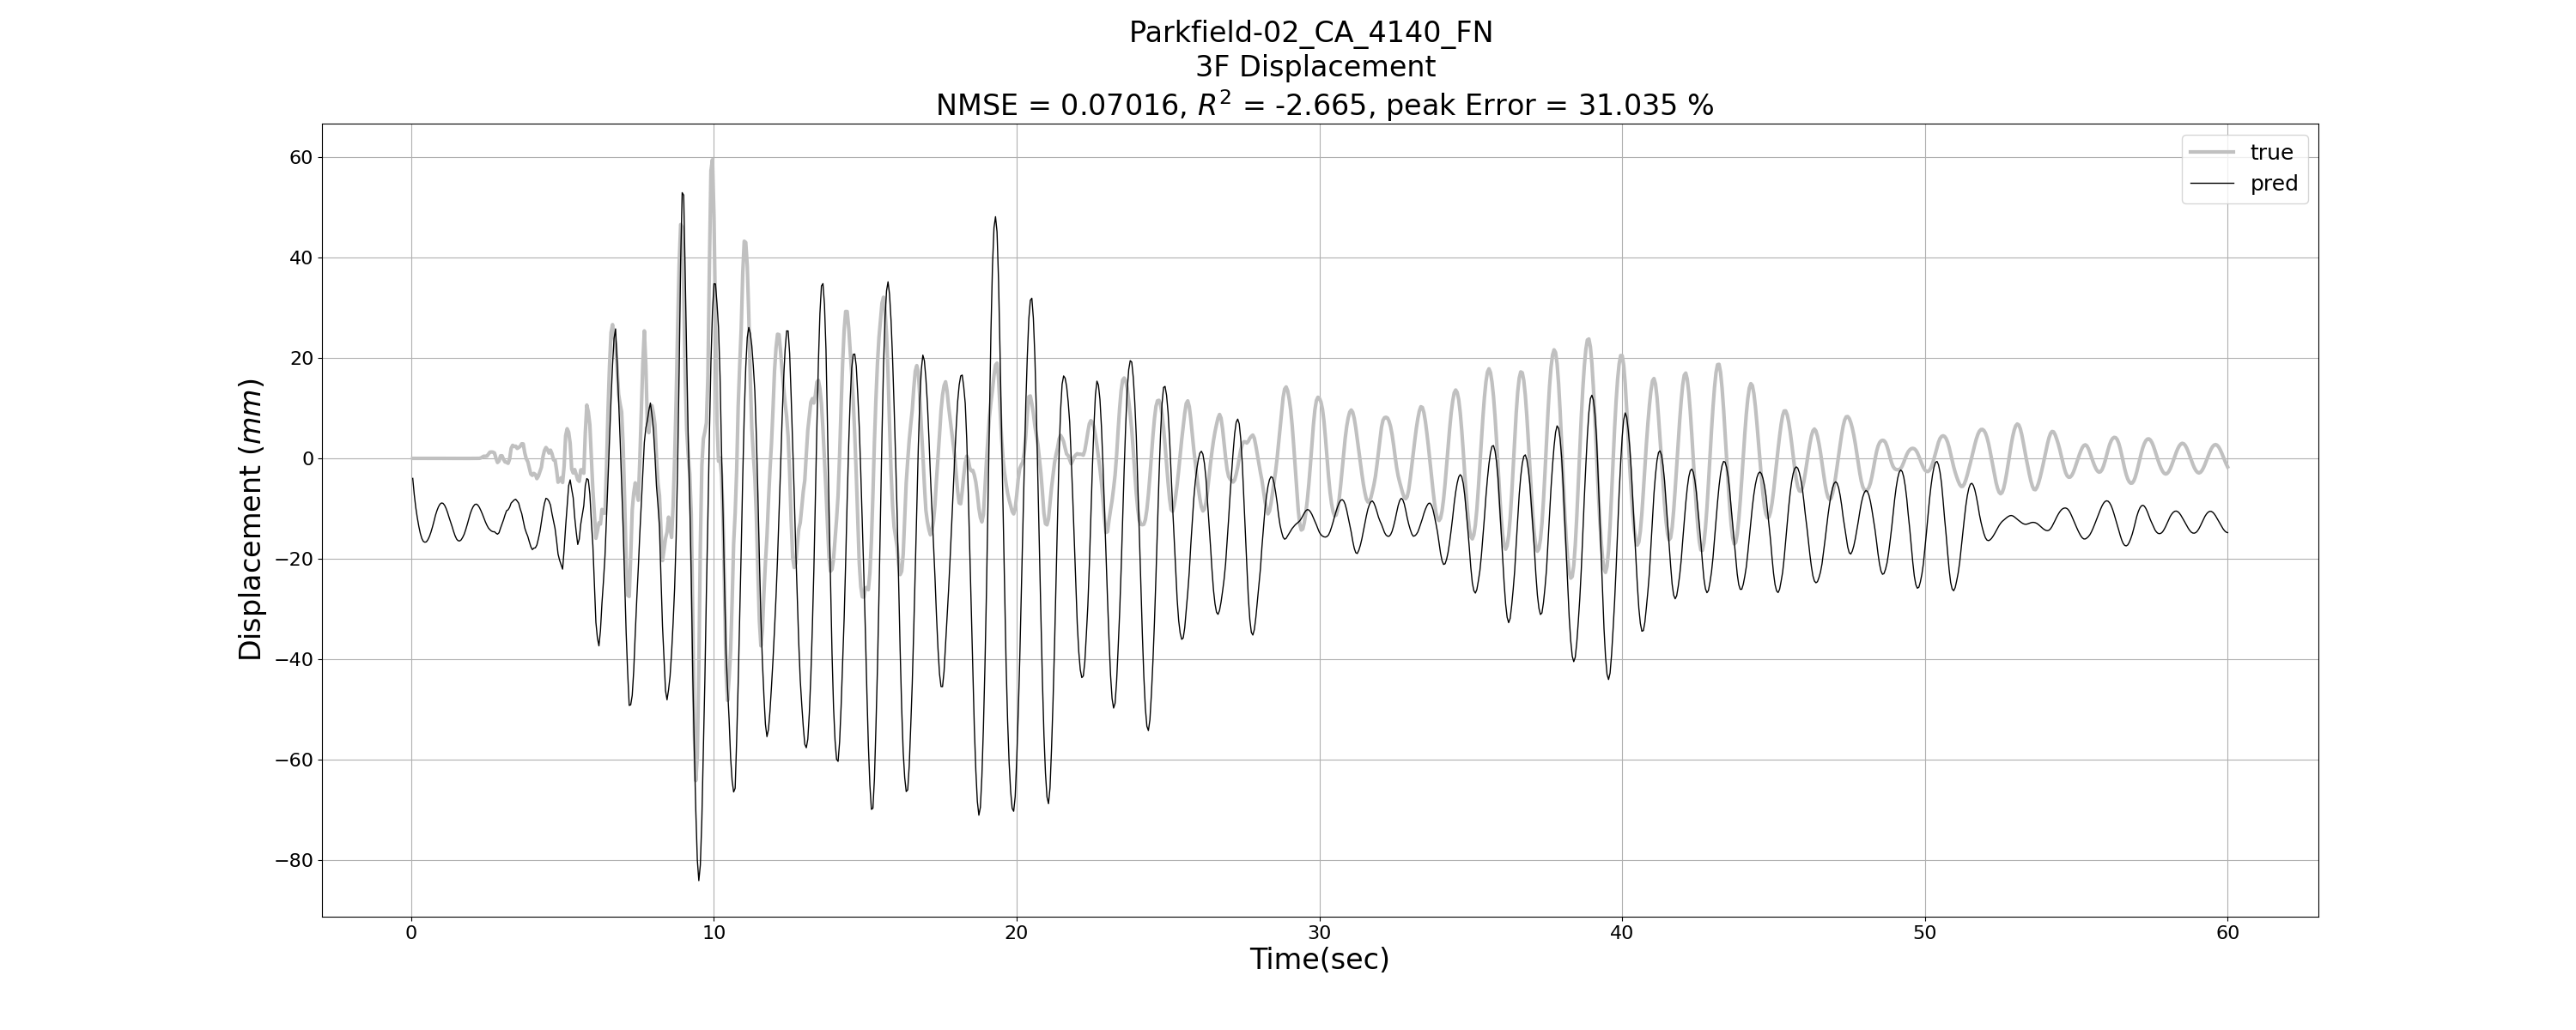 Parkfield-02_CA_4140_FN
3F Displacement
NMSE = 0.07016, R² = -2.665, peak Error = 31.035 %
true
pred
Displacement (mm)
60
40
20
0
−20
−40
−60
−80
0 10 20 30 40 50 60
Time(sec)